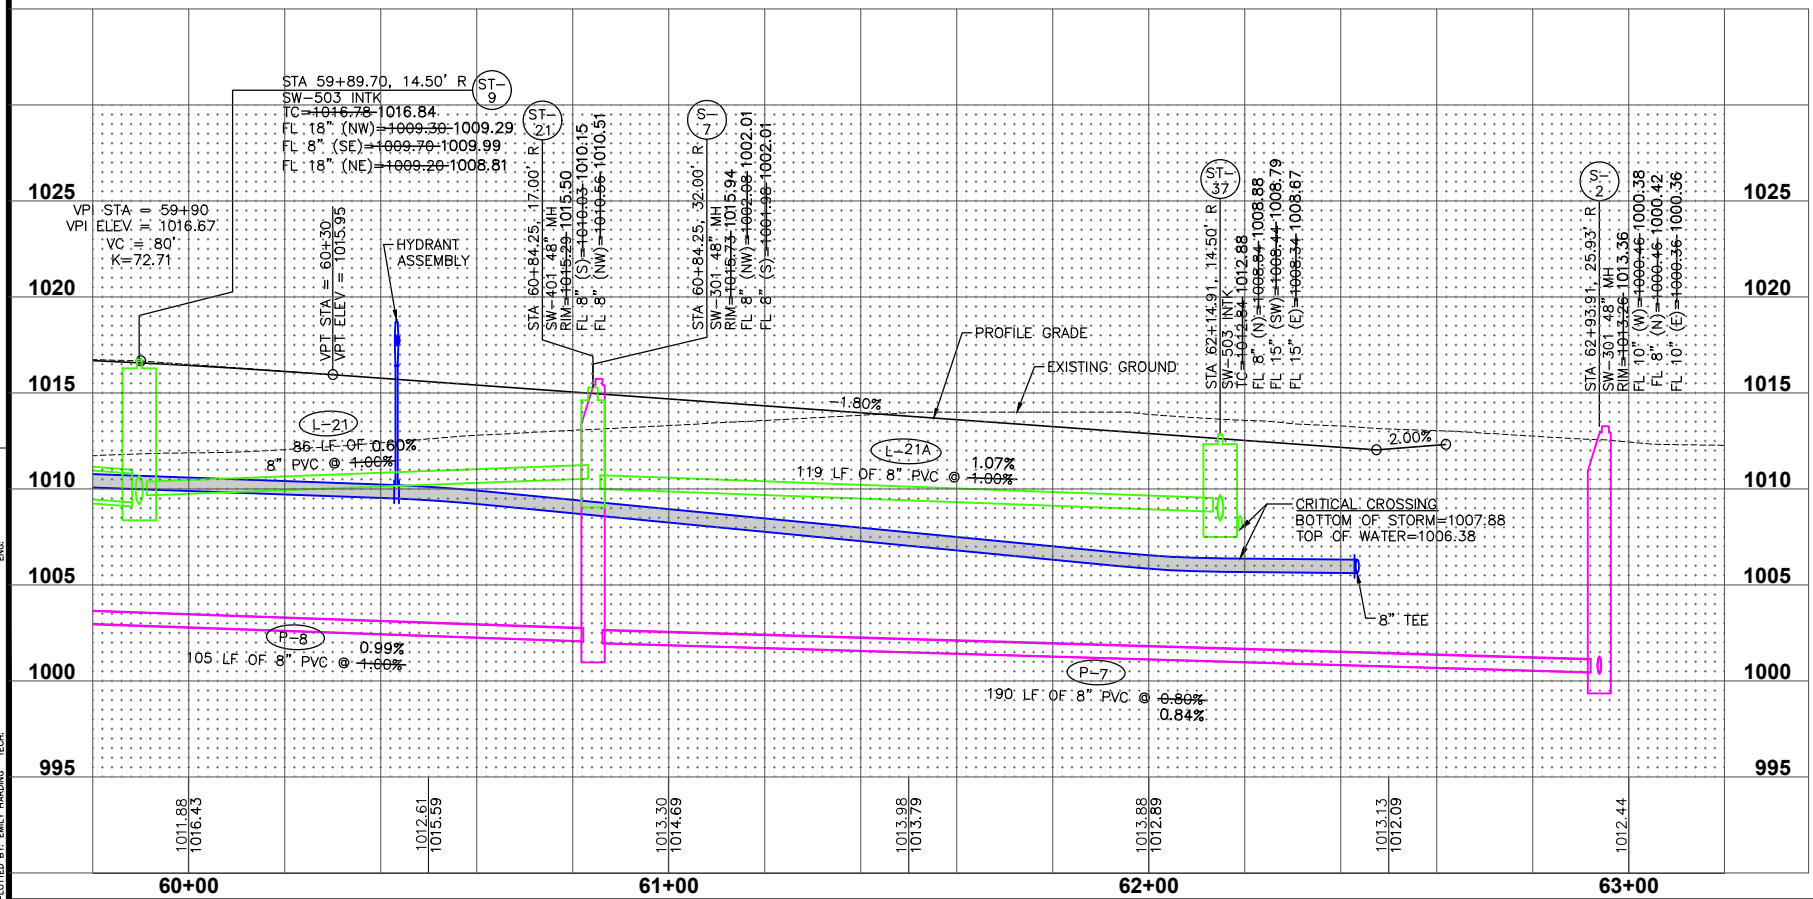 STA 59+89.70, 14.50' R
SW-503 INTK
TC=1016.78 1016.84
FL 18" (NW)=1009.30 1009.29
FL 8" (SE)=1009.70 1009.99
FL 18" (NE)=1009.20 1008.81
ST-
9
VPI STA = 59+90
VPI ELEV = 1016.67
VC = 80'
K=72.71
VPT STA = 60+30
VPT ELEV = 1015.95
HYDRANT
ASSEMBLY
ST-
21
STA 60+84.25, 17.00' R
SW-401 48" MH
RIM=1015.29 1015.50
FL 8" (S)=1010.03 1010.15
FL 8" (NW)=1010.56 1010.51
S-
7
STA 60+84.25, 32.00' R
SW-301 48" MH
RIM=1015.73 1015.94
FL 8" (NW)=1002.08 1002.01
FL 8" (S)=1001.98 1002.01
ST-
37
STA 62+14.91, 14.50' R
SW-503 INTK
TC=1012.84 1012.88
FL 8" (N)=1008.84 1008.88
FL 15" (SW)=1008.44 1008.79
FL 15" (E)=1008.34 1008.67
S-
2
STA 62+93.91, 25.93' R
SW-301 48" MH
RIM=1013.26 1013.36
FL 10" (W)=1000.46 1000.38
FL 8" (N)=1000.46 1000.42
FL 10" (E)=1000.36 1000.36
1025
1025
1020
1020
1015
1015
1010
1010
1005
1005
1000
1000
995
995
PROFILE GRADE
EXISTING GROUND
-1.80%
2.00%
L-21
86 LF OF 0.60%
8" PVC @ 1.00%
L-21A
1.07%
119 LF OF 8" PVC @ 1.00%
CRITICAL CROSSING
BOTTOM OF STORM=1007.88
TOP OF WATER=1006.38
8" TEE
P-8
0.99%
105 LF OF 8" PVC @ 1.00%
P-7
190 LF OF 8" PVC @ 0.80%
0.84%
1011.88
1016.43
1012.61
1015.59
1013.30
1014.69
1013.98
1013.79
1013.88
1012.89
1013.13
1012.09
1012.44
60+00
61+00
62+00
63+00
ENG:
PLOTTED BY: EMILY HARDING TECH: